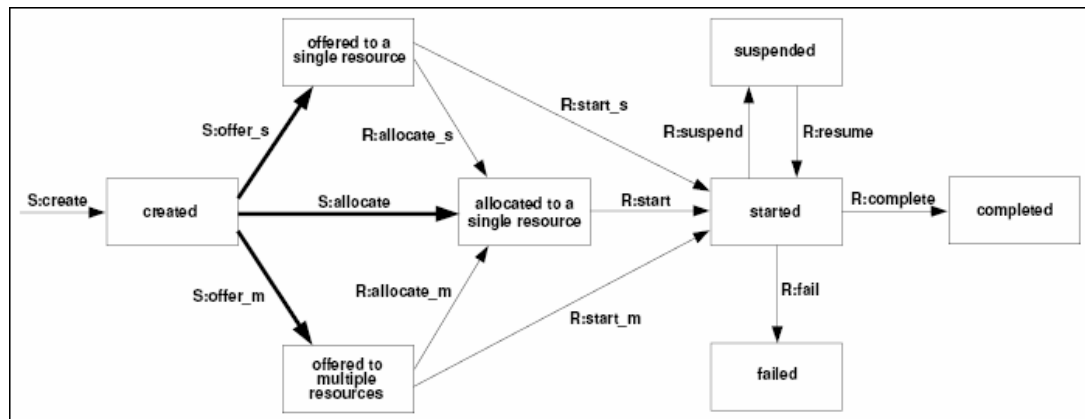 offered to a
single resource
suspended
R:start_s
S:offer_s
R:allocate_s
R:suspend
R:resume
S:create
created
S:allocate
allocated to a
single resource
R:start
started
R:complete
completed
S:offer_m
R:allocate_m
R:start_m
R:fail
offered to
multiple
resources
failed